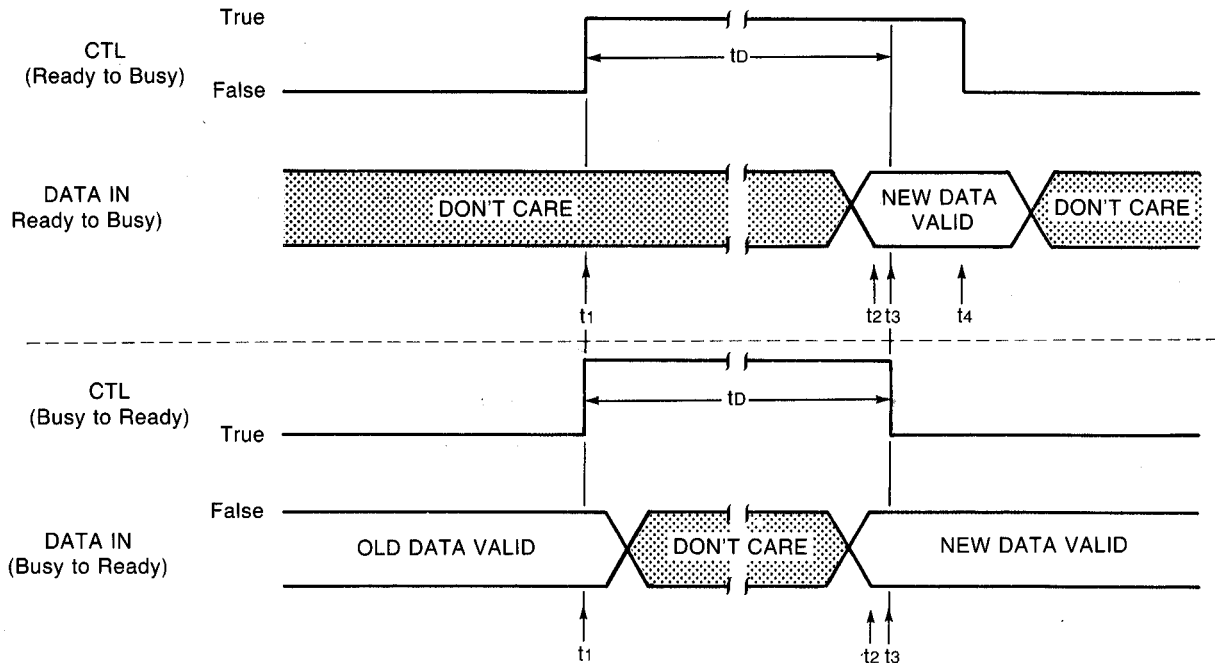 True
CTL
(Ready to Busy)
False
tD
DATA IN
Ready to Busy)
DON'T CARE
NEW DATA
VALID
DON'T CARE
t1
t2 t3
t4
CTL
(Busy to Ready)
True
tD
False
DATA IN
(Busy to Ready)
OLD DATA VALID
DON'T CARE
NEW DATA VALID
t1
t2 t3